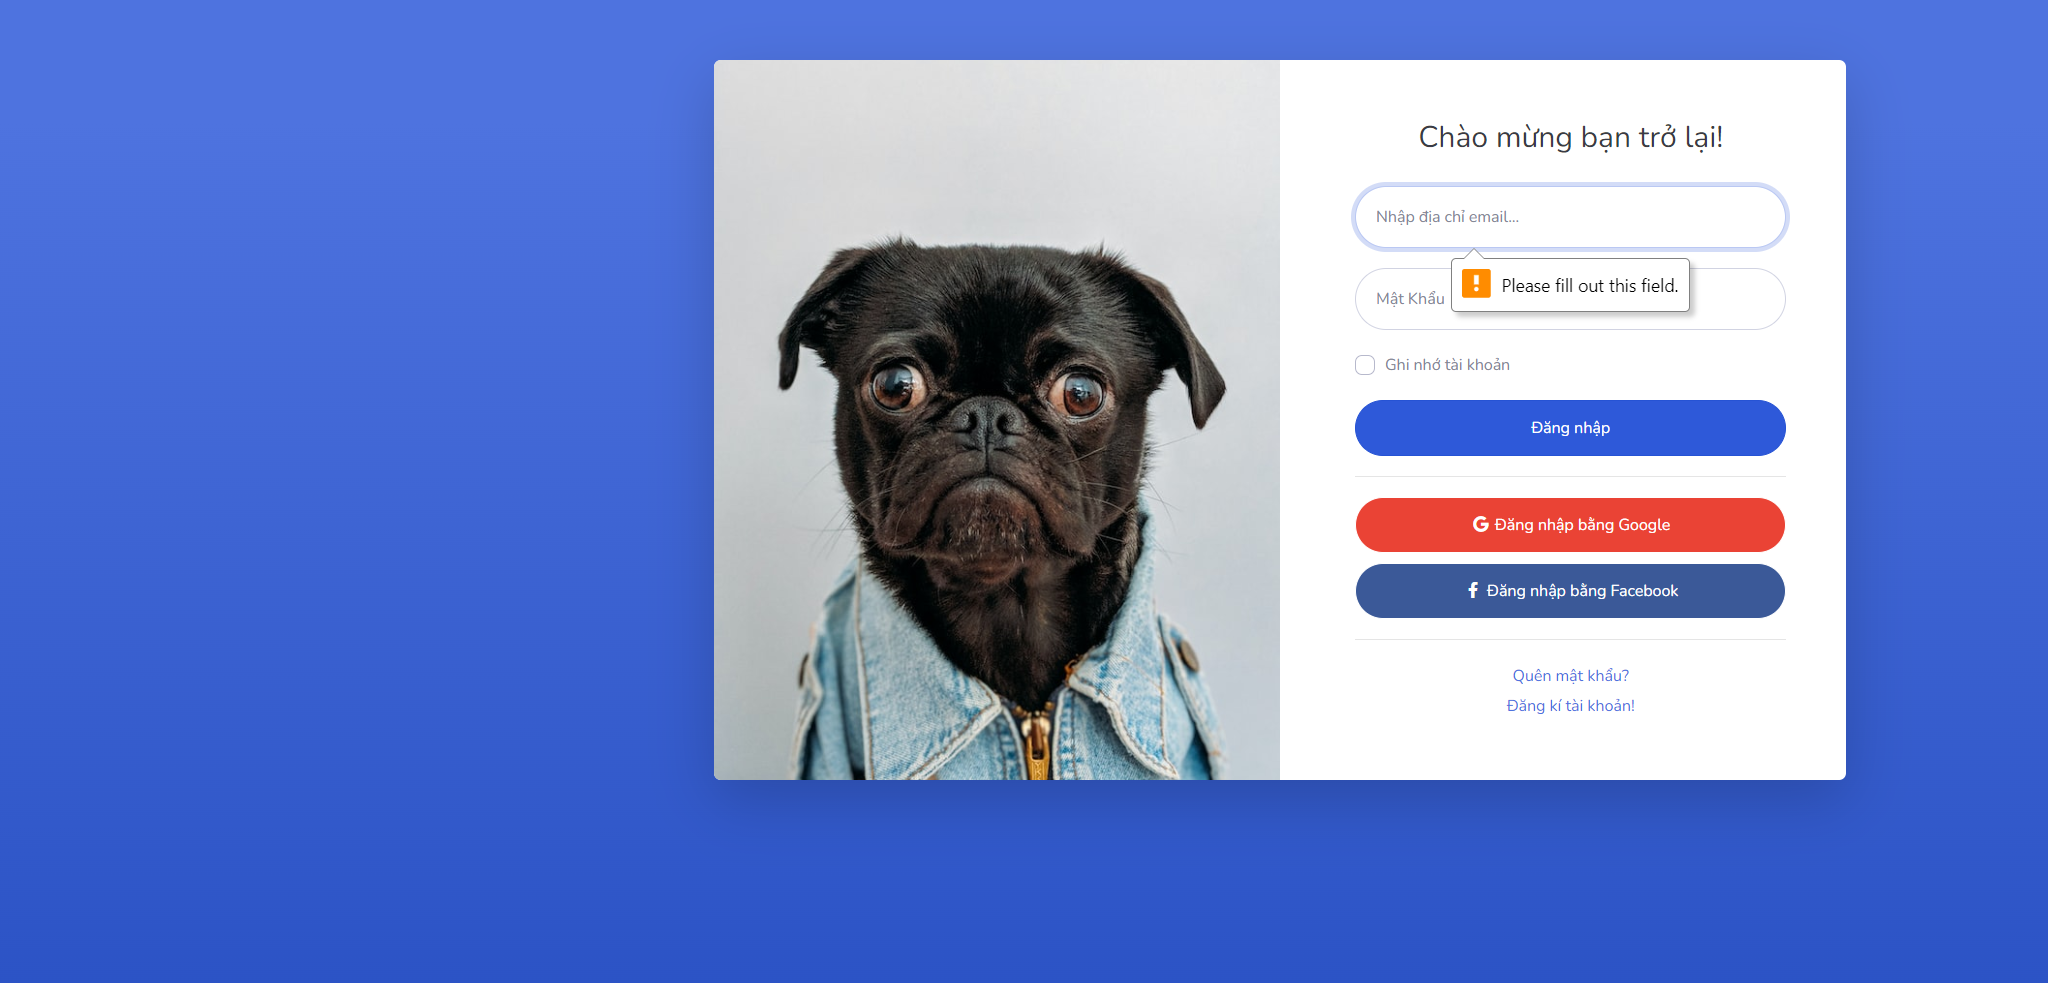 Chào mừng bạn trở lại!
Nhập địa chỉ email...
Please fill out this field.
Mật Khẩu
Ghi nhớ tài khoản
Đăng nhập
Đăng nhập bằng Google
Đăng nhập bằng Facebook
Quên mật khẩu?
Đăng kí tài khoản!